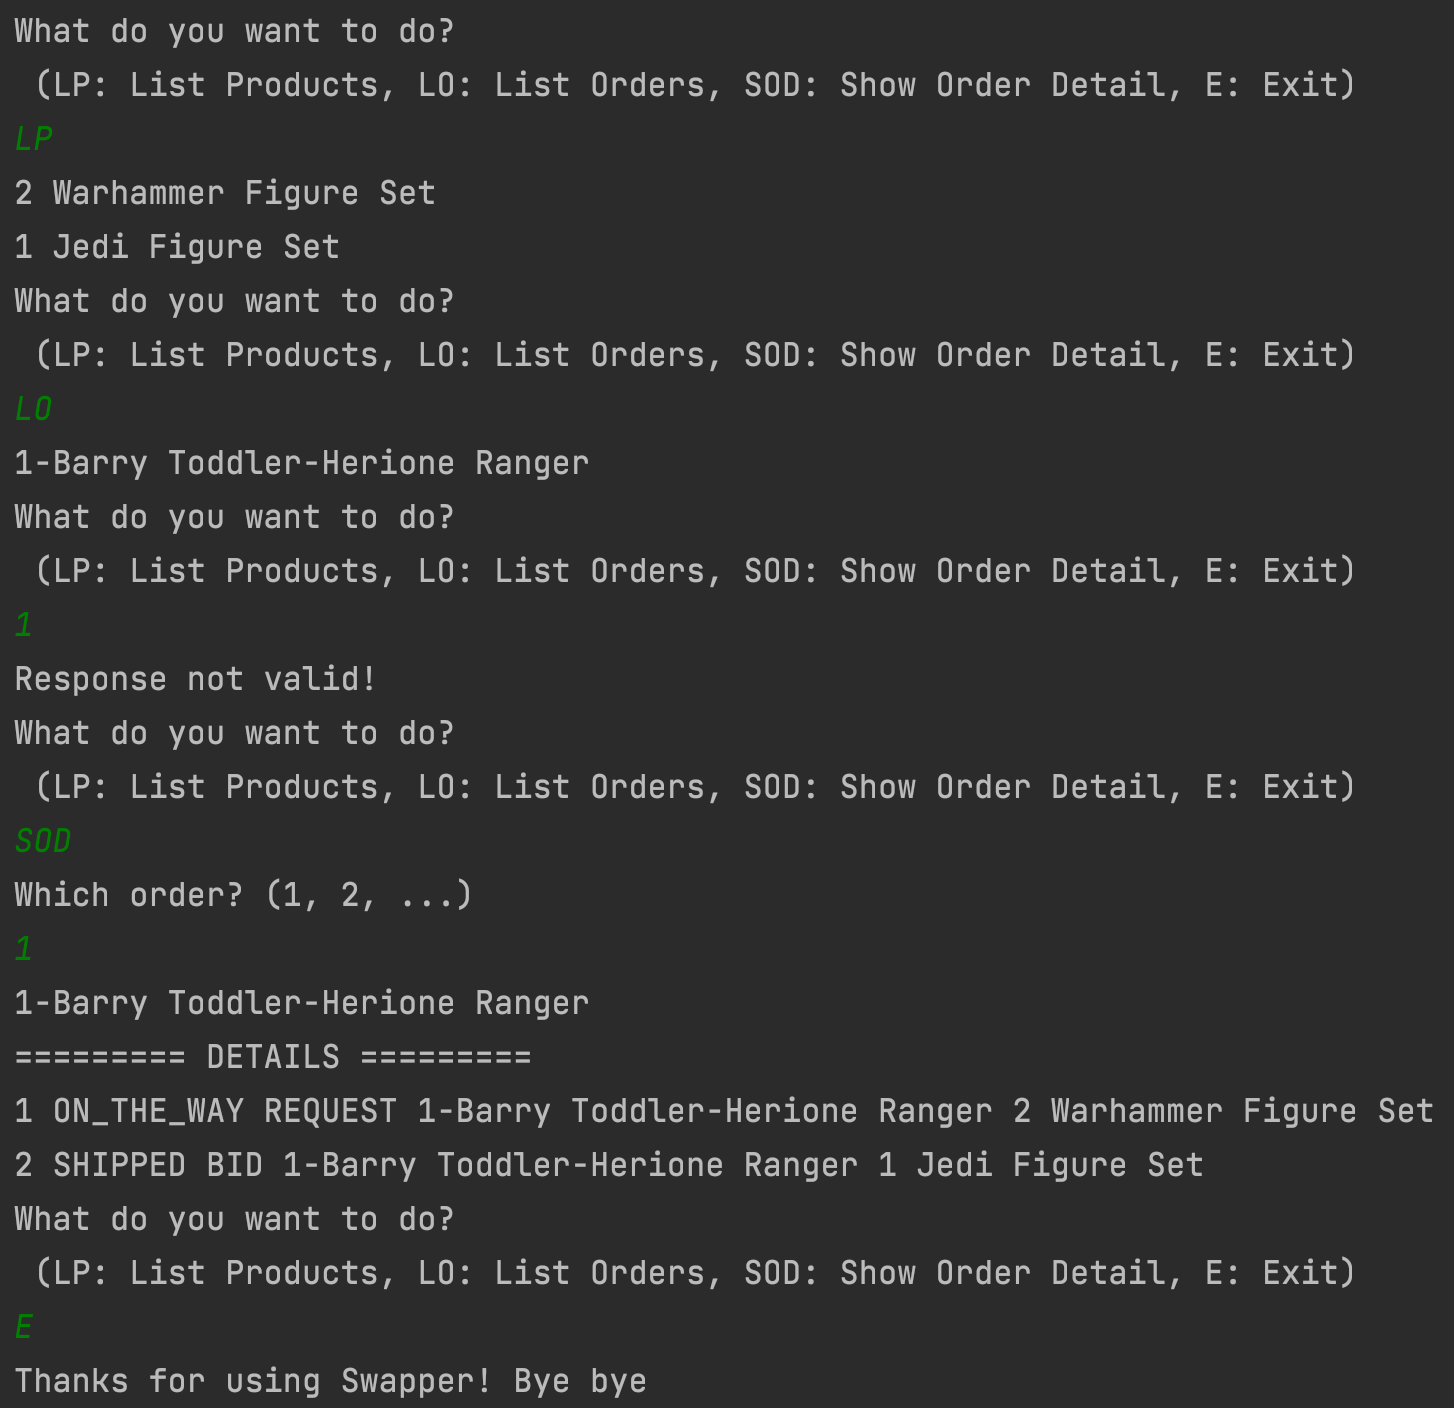 What do you want to do?
 (LP: List Products, LO: List Orders, SOD: Show Order Detail, E: Exit)
LP
2 Warhammer Figure Set
1 Jedi Figure Set
What do you want to do?
 (LP: List Products, LO: List Orders, SOD: Show Order Detail, E: Exit)
LO
1-Barry Toddler-Herione Ranger
What do you want to do?
 (LP: List Products, LO: List Orders, SOD: Show Order Detail, E: Exit)
1
Response not valid!
What do you want to do?
 (LP: List Products, LO: List Orders, SOD: Show Order Detail, E: Exit)
SOD
Which order? (1, 2, ...)
1
1-Barry Toddler-Herione Ranger
========= DETAILS =========
1 ON_THE_WAY REQUEST 1-Barry Toddler-Herione Ranger 2 Warhammer Figure Set
2 SHIPPED BID 1-Barry Toddler-Herione Ranger 1 Jedi Figure Set
What do you want to do?
 (LP: List Products, LO: List Orders, SOD: Show Order Detail, E: Exit)
E
Thanks for using Swapper! Bye bye